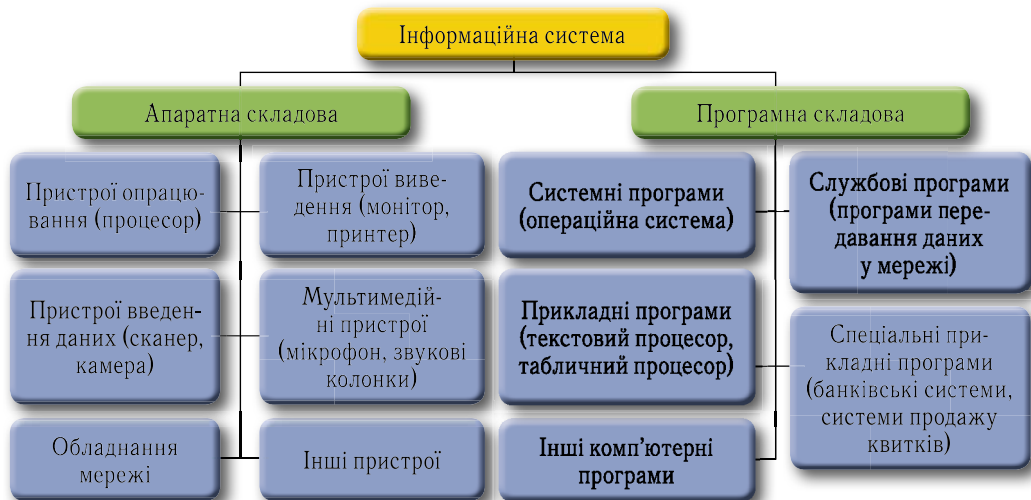 Інформаційна система
Апаратна складова
Програмна складова
Пристрої опрацю-
вання (процесор)
Пристрої виве-
дення (монітор,
принтер)
Системні програми
(операційна система)
Службові програми
(програми пере-
давання даних
у мережі)
Пристрої введен-
ня даних (сканер,
камера)
Мультимедій-
ні пристрої
(мікрофон, звукові
колонки)
Прикладні програми
(текстовий процесор,
табличний процесор)
Спеціальні при-
кладні програми
(банківські системи,
системи продажу
квитків)
Обладнання
мережі
Інші пристрої
Інші комп’ютерні
програми